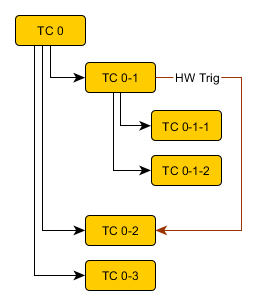 TC 0
TC 0-1
HW Trig
TC 0-1-1
TC 0-1-2
TC 0-2
TC 0-3